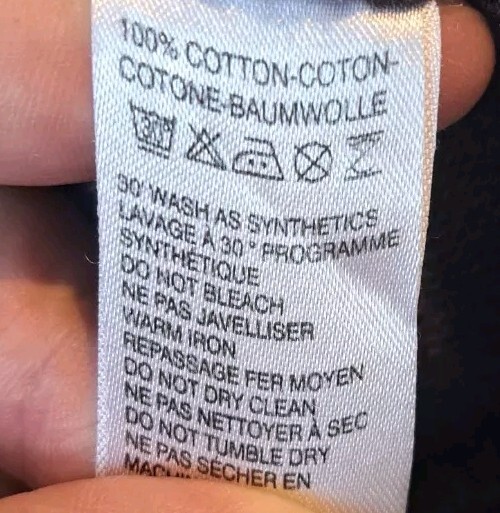 100% COTTON-COTON-
COTONE-BAUMWOLLE
30°
30° WASH AS SYNTHETICS
LAVAGE À 30° PROGRAMME
SYNTHÉTIQUE
DO NOT BLEACH
NE PAS JAVELLISER
WARM IRON
REPASSAGE FER MOYEN
DO NOT DRY CLEAN
NE PAS NETTOYER À SEC
DO NOT TUMBLE DRY
NE PAS SÉCHER EN